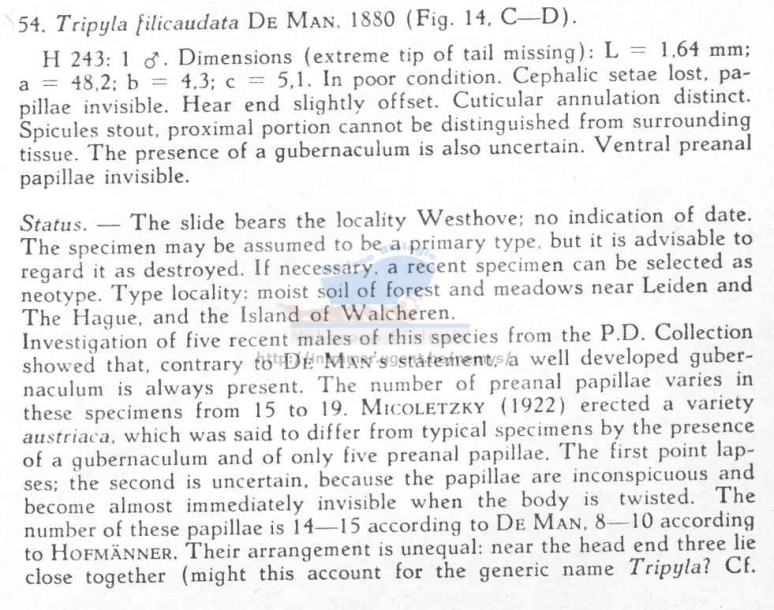 54. Tripyla filicaudata DE MAN, 1880 (Fig. 14, C—D).
H 243: 1 ♂. Dimensions (extreme tip of tail missing): L = 1,64 mm;
a = 48,2; b = 4,3; c = 5,1. In poor condition. Cephalic setae lost, pa-
pillae invisible. Hear end slightly offset. Cuticular annulation distinct.
Spicules stout, proximal portion cannot be distinguished from surrounding
tissue. The presence of a gubernaculum is also uncertain. Ventral preanal
papillae invisible.
Status. — The slide bears the locality Westhove; no indication of date.
The specimen may be assumed to be a primary type, but it is advisable to
regard it as destroyed. If necessary, a recent specimen can be selected as
neotype. Type locality: moist soil of forest and meadows near Leiden and
The Hague, and the Island of Walcheren.
Investigation of five recent males of this species from the P.D. Collection
showed that, contrary to DE MAN's statement, a well developed guber-
naculum is always present. The number of preanal papillae varies in
these specimens from 15 to 19. MICOLETZKY (1922) erected a variety
austriaca, which was said to differ from typical specimens by the presence
of a gubernaculum and of only five preanal papillae. The first point lap-
ses; the second is uncertain, because the papillae are inconspicuous and
become almost immediately invisible when the body is twisted. The
number of these papillae is 14—15 according to DE MAN, 8—10 according
to HOFMÄNNER. Their arrangement is unequal: near the head end three lie
close together (might this account for the generic name Tripyla? Cf.